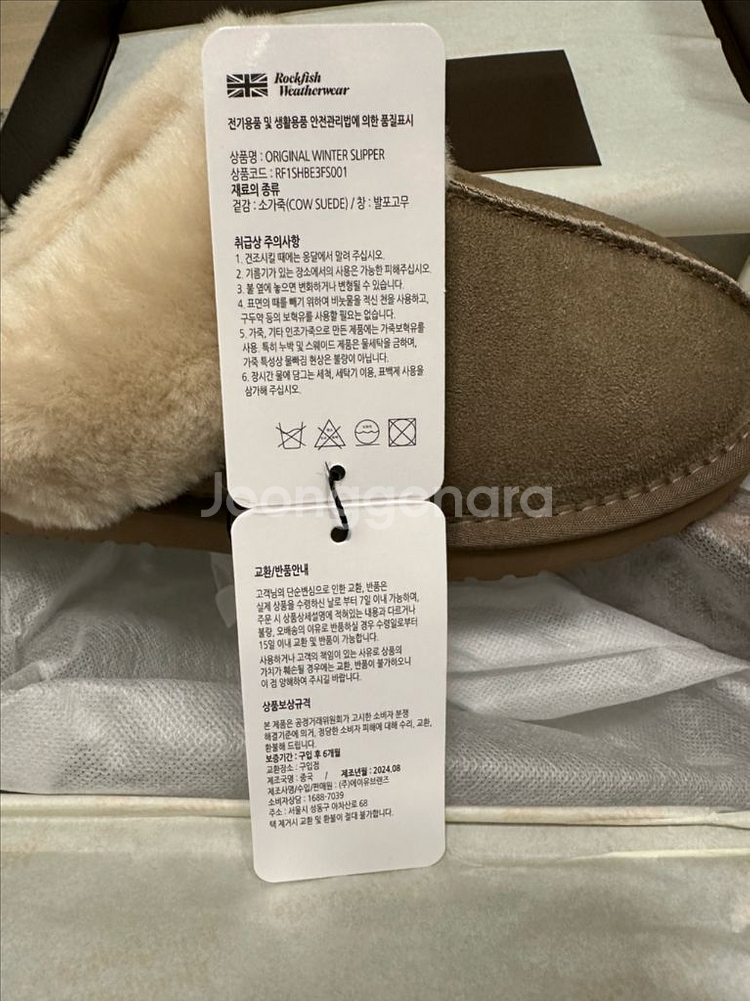 Rockfish
Weatherwear
전기용품 및 생활용품 안전관리법에 의한 품질표시
상품명 : ORIGINAL WINTER SLIPPER
상품코드 : RF1SHBE3FS001
재료의 종류
겉감 : 소가죽(COW SUEDE) / 창 : 발포고무
취급상 주의사항
1. 건조시킬 때에는 응달에서 말려 주십시오.
2. 기름기가 있는 장소에서의 사용은 가능한 피해주십시오.
3. 불 옆에 놓으면 변화하거나 변형될 수 있습니다.
4. 표면의 때를 빼기 위하여 비눗물을 적신 천을 사용하고,
구두약 등의 보혁유를 사용할 필요는 없습니다.
5. 가죽, 기타 인조가죽으로 만든 제품에는 가죽보혁유를
사용. 특히 누박 및 스웨이드 제품은 물세탁을 금하며,
가죽 특성상 물빠짐 현상은 불량이 아닙니다.
6. 장시간 물에 담그는 세척, 세탁기 이용, 표백제 사용을
삼가해 주십시오.
Joonggonara
교환/반품안내
고객님의 단순변심으로 인한 교환, 반품은
실제 상품을 수령하신 날로 부터 7일 이내 가능하며,
주문 시 상품상세설명에 적혀있는 내용과 다르거나
불량, 오배송의 이유로 반품하실 경우 수령일로부터
15일 이내 교환 및 반품이 가능합니다.
사용하거나 고객의 책임이 있는 사유로 상품의
가치가 훼손될 경우에는 교환, 반품이 불가하오니
이 점 양해하여 주시길 바랍니다.
상품보상규격
본 제품은 공정거래위원회가 고시한 소비자 분쟁
해결기준에 의거, 정당한 소비자 피해에 대해 수리, 교환,
환불해 드립니다.
보증기간 : 구입 후 6개월
교환장소 : 구입점
제조국명 : 중국 / 제조년월 : 2024.08
제조사명/수입/판매원 : (주)에이유브랜즈
소비자상담 : 1688-7039
주소 : 서울시 성동구 아차산로 68
택 제거시 교환 및 환불이 절대 불가합니다.